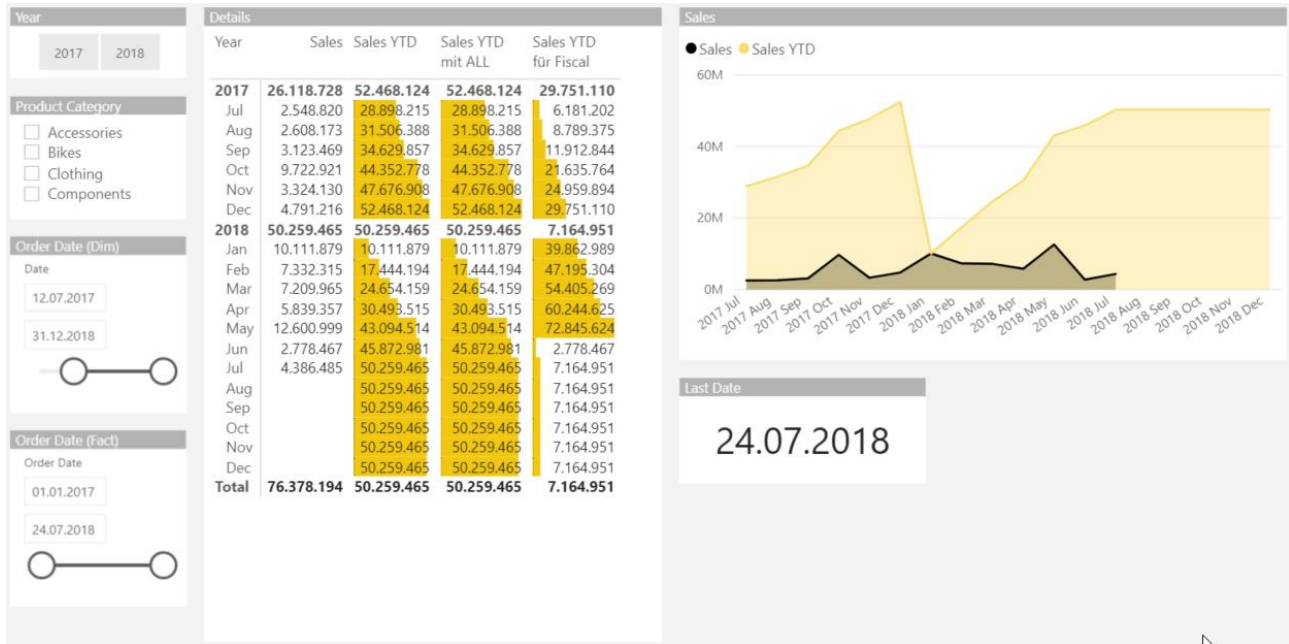 Year
2017 2018
Product Category
Accessories
Bikes
Clothing
Components
Order Date (Dim)
Date
12.07.2017
31.12.2018
Order Date (Fact)
Order Date
01.01.2017
24.07.2018
Details
Year Sales Sales YTD Sales YTD mit ALL Sales YTD für Fiscal
2017 26.118.728 52.468.124 52.468.124 29.751.110
Jul 2.548.820 28.898.215 28.898.215 6.181.202
Aug 2.608.173 31.506.388 31.506.388 8.789.375
Sep 3.123.469 34.629.857 34.629.857 11.912.844
Oct 9.722.921 44.352.778 44.352.778 21.635.764
Nov 3.324.130 47.676.908 47.676.908 24.959.894
Dec 4.791.216 52.468.124 52.468.124 29.751.110
2018 50.259.465 50.259.465 50.259.465 7.164.951
Jan 10.111.879 10.111.879 10.111.879 39.862.989
Feb 7.332.315 17.444.194 17.444.194 47.195.304
Mar 7.209.965 24.654.159 24.654.159 54.405.269
Apr 5.839.357 30.493.515 30.493.515 60.244.625
May 12.600.999 43.094.514 43.094.514 72.845.624
Jun 2.778.467 45.872.981 45.872.981 2.778.467
Jul 4.386.485 50.259.465 50.259.465 7.164.951
Aug 50.259.465 50.259.465 7.164.951
Sep 50.259.465 50.259.465 7.164.951
Oct 50.259.465 50.259.465 7.164.951
Nov 50.259.465 50.259.465 7.164.951
Dec 50.259.465 50.259.465 7.164.951
Total 76.378.194 50.259.465 50.259.465 7.164.951
Sales
Sales Sales YTD
60M
40M
20M
0M
2017 Jul 2017 Aug 2017 Sep 2017 Oct 2017 Nov 2017 Dec 2018 Jan 2018 Feb 2018 Mar 2018 Apr 2018 May 2018 Jun 2018 Jul 2018 Aug 2018 Sep 2018 Oct 2018 Nov 2018 Dec
Last Date
24.07.2018